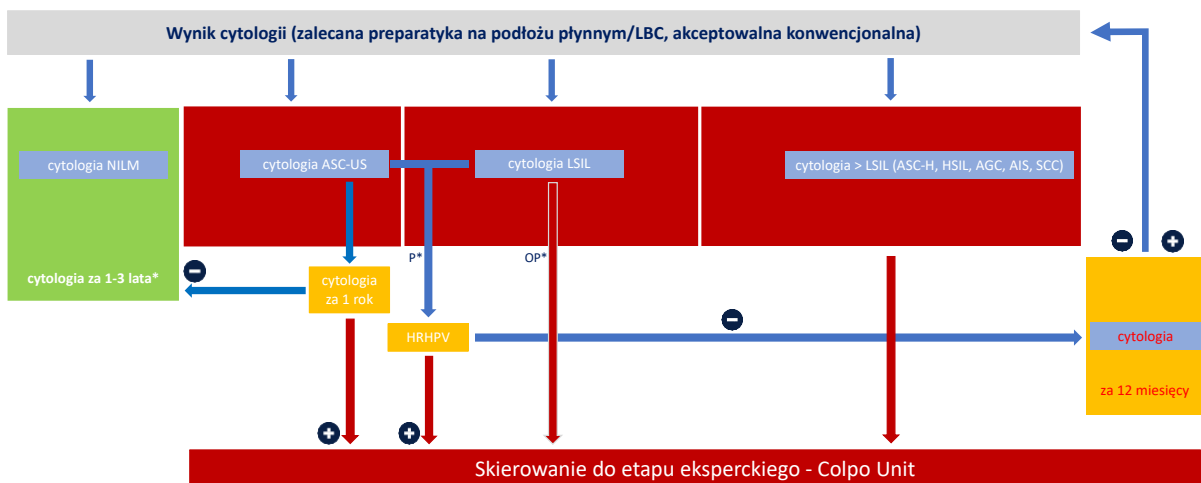 Wynik cytologii (zalecana preparatyka na podłożu płynnym/LBC, akceptowalna konwencjonalna)
cytologia NILM
cytologia ASC-US
cytologia LSIL
cytologia > LSIL (ASC-H, HSIL, AGC, AIS, SCC)
P*
OP*
cytologia za 1-3 lata*
cytologia
za 1 rok
HRHPV
cytologia
za 12 miesięcy
Skierowanie do etapu eksperckiego - Colpo Unit